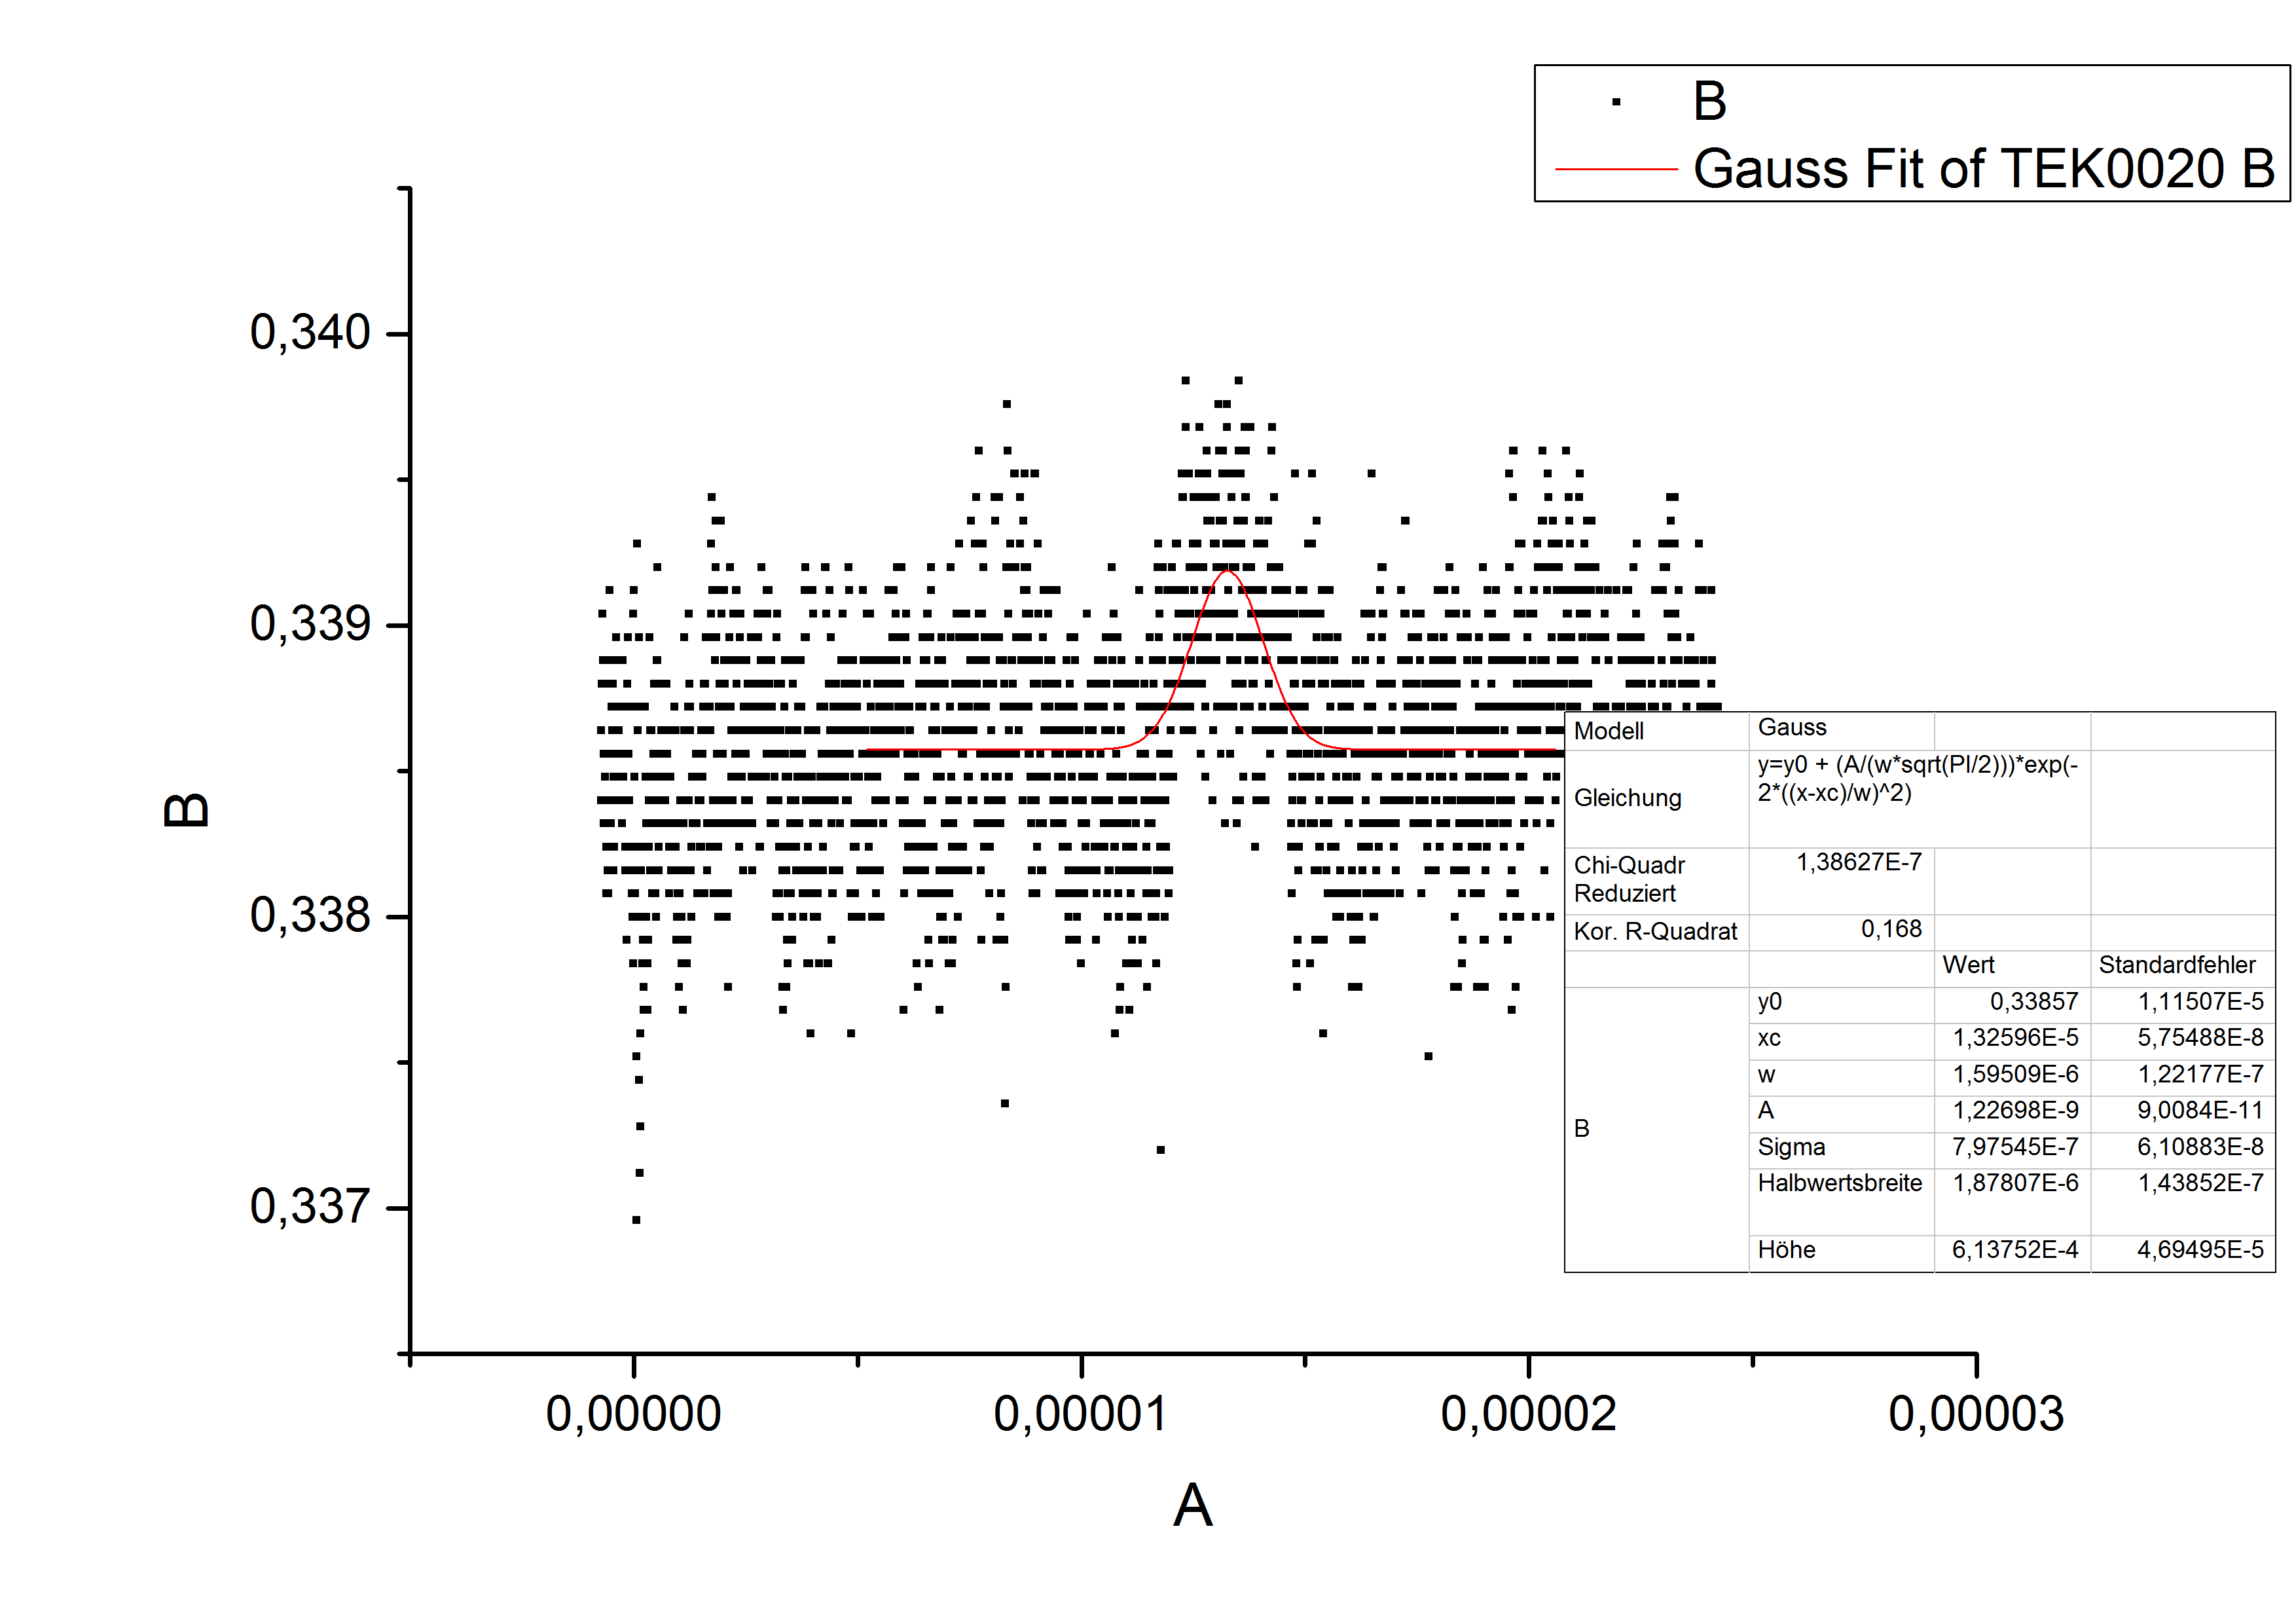 B
Gauss Fit of TEK0020 B
0,340
0,339
0,338
0,337
B
0,00000
0,00001
0,00002
0,00003
A
Modell Gauss
Gleichung
y=y0 + (A/(w*sqrt(PI/2)))*exp(-
2*((x-xc)/w)^2)
Chi-Quadr
Reduziert
1,38627E-7
Kor. R-Quadrat 0,168
Wert Standardfehler
B
y0 0,33857 1,11507E-5
xc 1,32596E-5 5,75488E-8
w 1,59509E-6 1,22177E-7
A 1,22698E-9 9,0084E-11
Sigma 7,97545E-7 6,10883E-8
Halbwertsbreite 1,87807E-6 1,43852E-7
Höhe 6,13752E-4 4,69495E-5